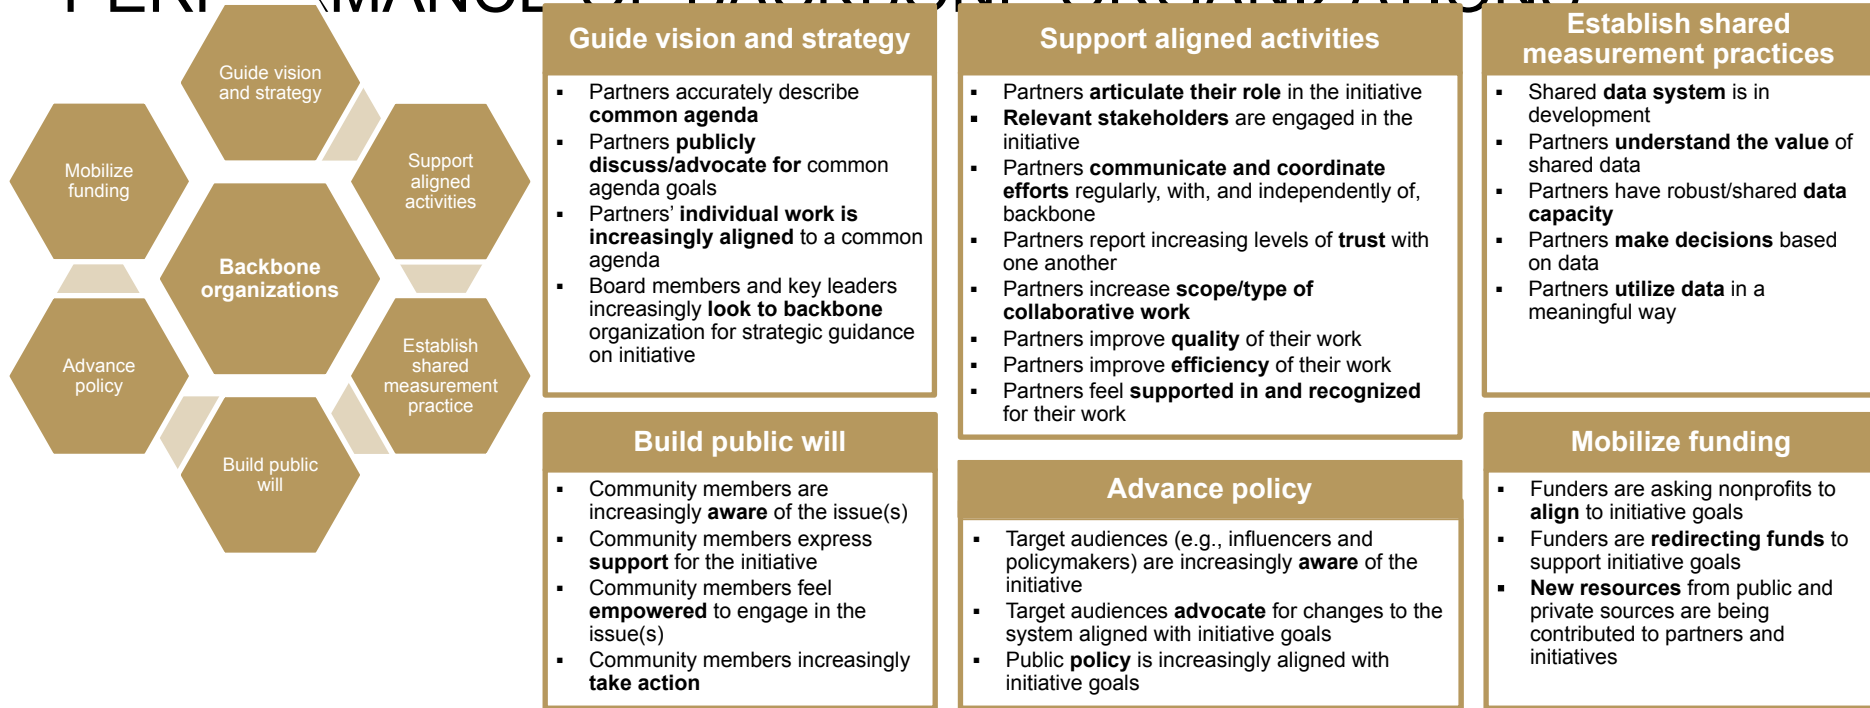 PERFORMANCE OF BACKBONE ORGANIZATIONS
Guide vision
and strategy
Support
aligned
activities
Establish
shared
measurement
practice
Build public
will
Advance
policy
Mobilize
funding
Backbone
organizations
Guide vision and strategy
▪ Partners accurately describe
common agenda
▪ Partners publicly
discuss/advocate for common
agenda goals
▪ Partners’ individual work is
increasingly aligned to a common
agenda
▪ Board members and key leaders
increasingly look to backbone
organization for strategic guidance
on initiative
Support aligned activities
▪ Partners articulate their role in the initiative
▪ Relevant stakeholders are engaged in the
initiative
▪ Partners communicate and coordinate
efforts regularly, with, and independently of,
backbone
▪ Partners report increasing levels of trust with
one another
▪ Partners increase scope/type of
collaborative work
▪ Partners improve quality of their work
▪ Partners improve efficiency of their work
▪ Partners feel supported in and recognized
for their work
Establish shared
measurement practices
▪ Shared data system is in
development
▪ Partners understand the value of
shared data
▪ Partners have robust/shared data
capacity
▪ Partners make decisions based
on data
▪ Partners utilize data in a
meaningful way
Build public will
▪ Community members are
increasingly aware of the issue(s)
▪ Community members express
support for the initiative
▪ Community members feel
empowered to engage in the
issue(s)
▪ Community members increasingly
take action
Advance policy
▪ Target audiences (e.g., influencers and
policymakers) are increasingly aware of the
initiative
▪ Target audiences advocate for changes to the
system aligned with initiative goals
▪ Public policy is increasingly aligned with
initiative goals
Mobilize funding
▪ Funders are asking nonprofits to
align to initiative goals
▪ Funders are redirecting funds to
support initiative goals
▪ New resources from public and
private sources are being
contributed to partners and
initiatives